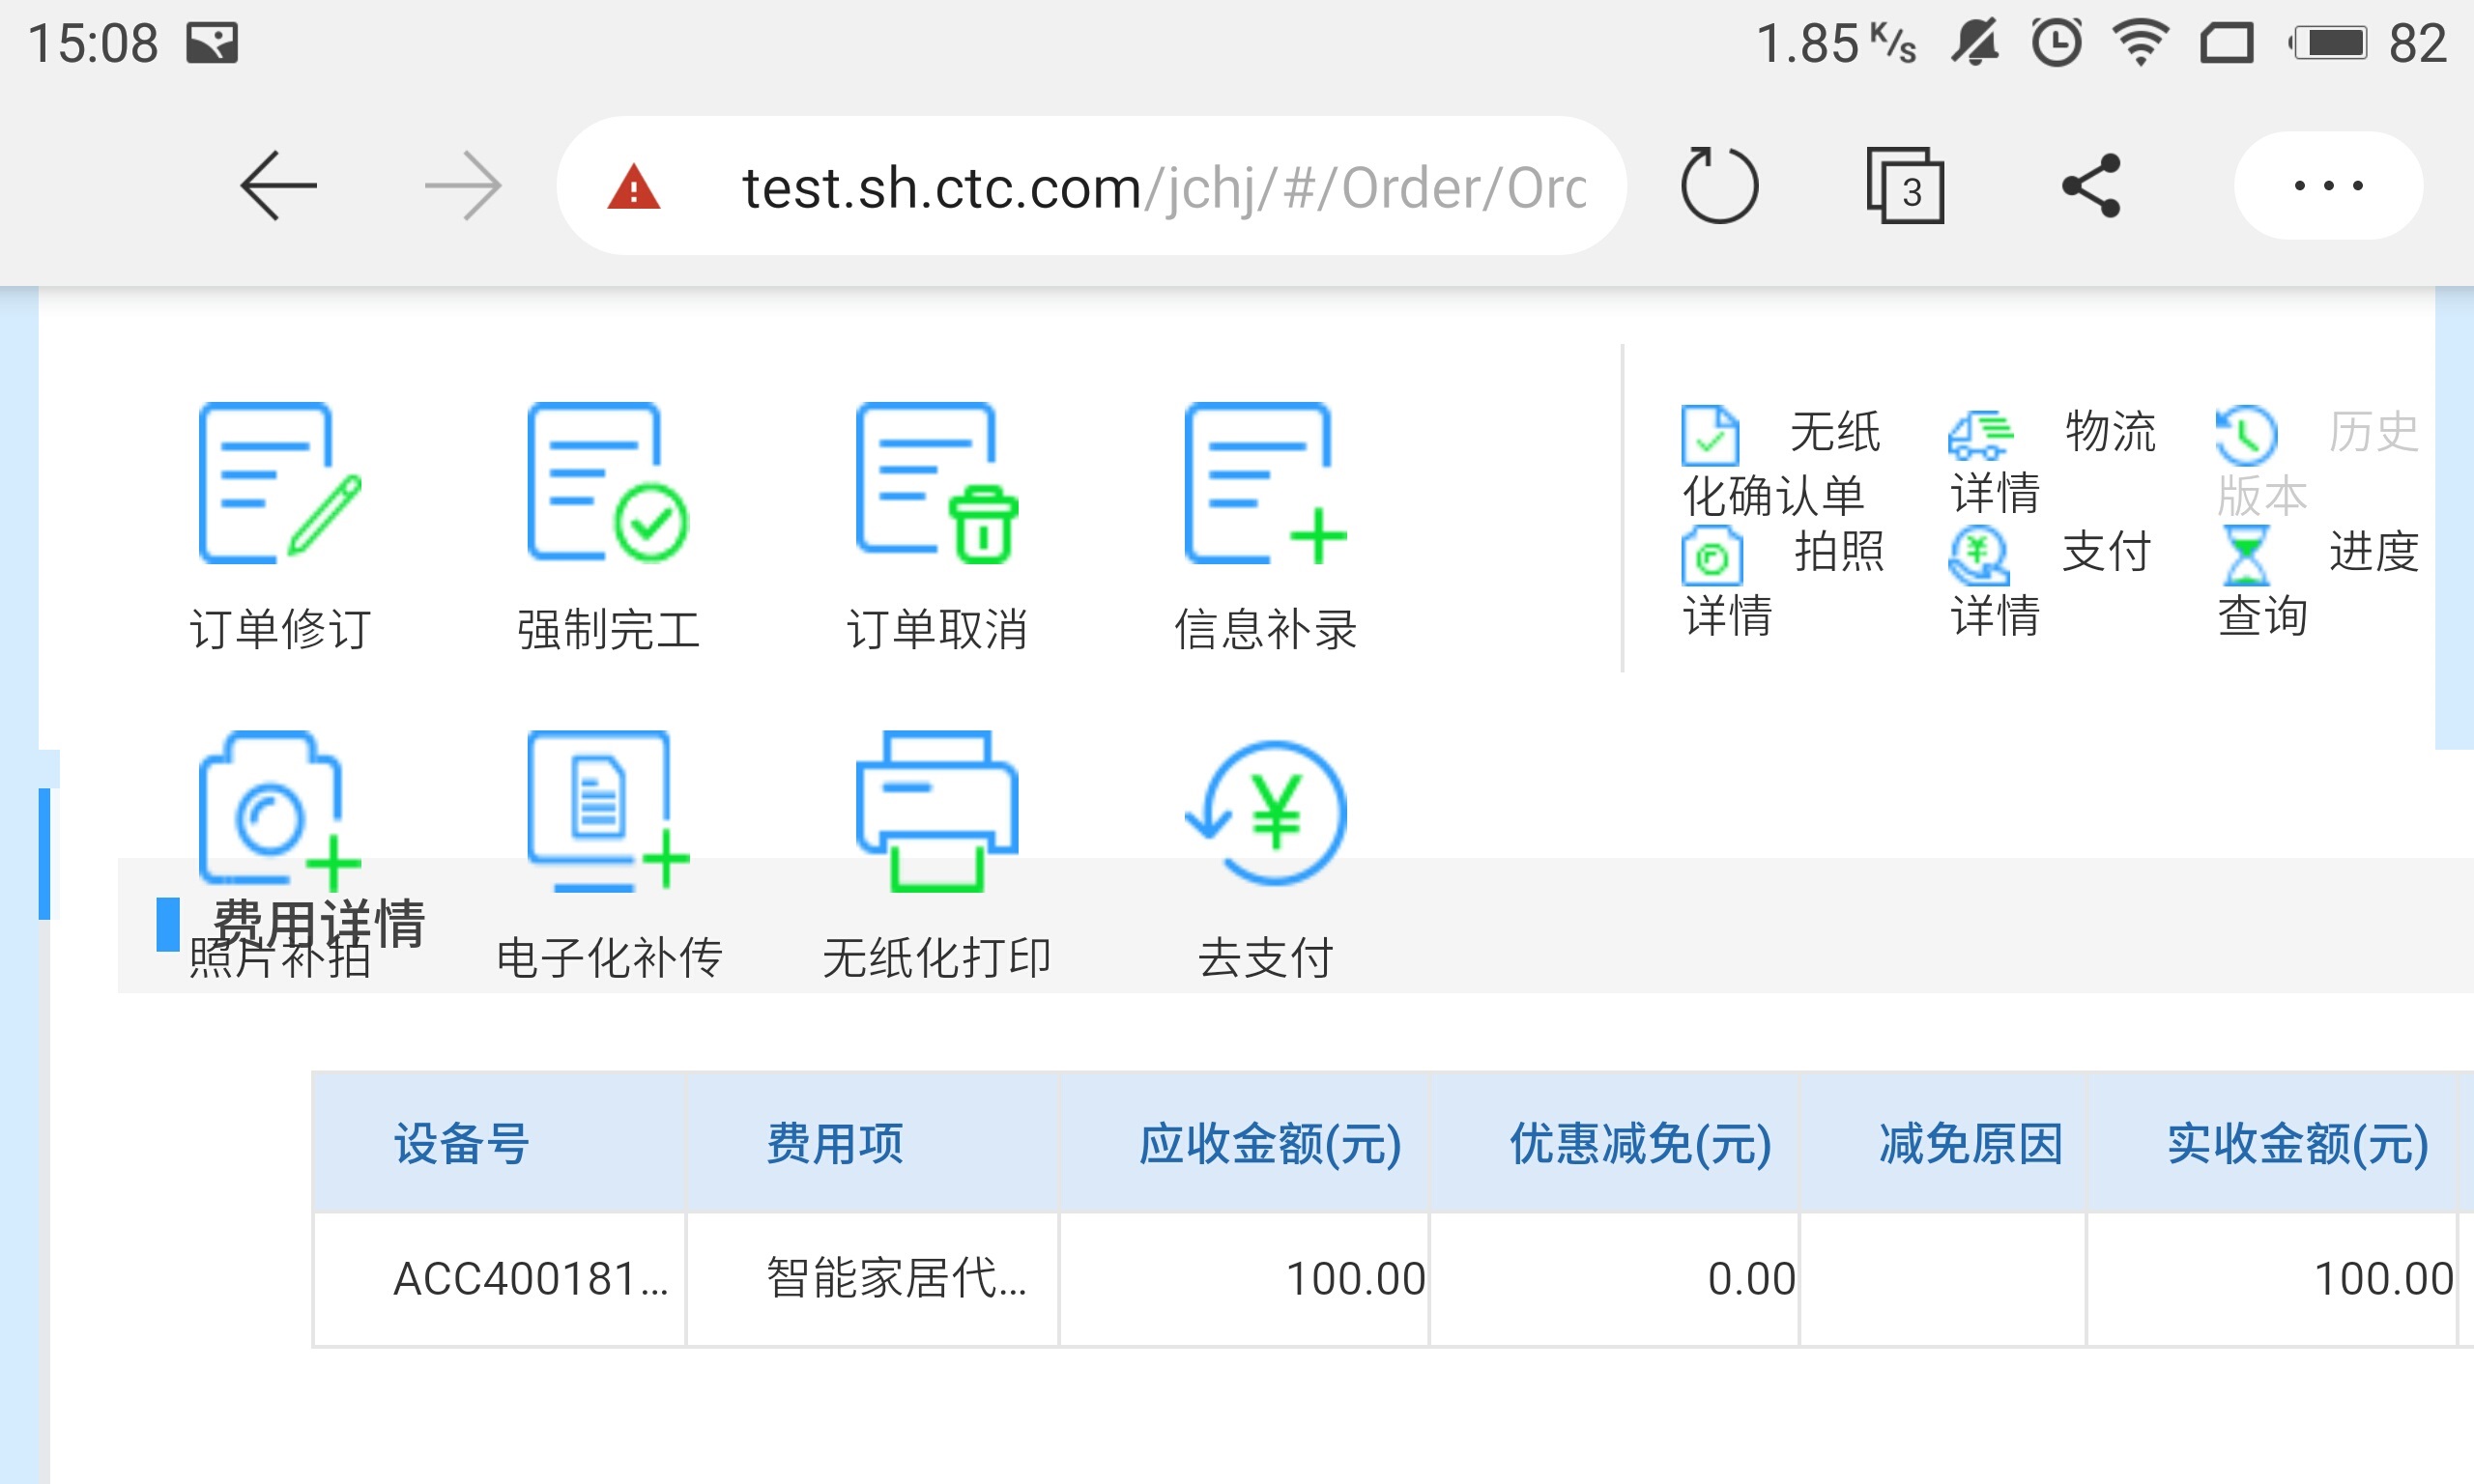 15:08 1.85 K/s 82
test.sh.ctc.com/jchj/#/Order/Orc 3
无纸 物流 历史
化确认单 详情 版本
拍照 支付 进度
详情 详情 查询
订单修订 强制完工 订单取消 信息补录
费用详情
照片补拍 电子化补传 无纸化打印 去支付
设备号 费用项 应收金额(元) 优惠减免(元) 减免原因 实收金额(元)
ACC400181... 智能家居代... 100.00 0.00 100.00